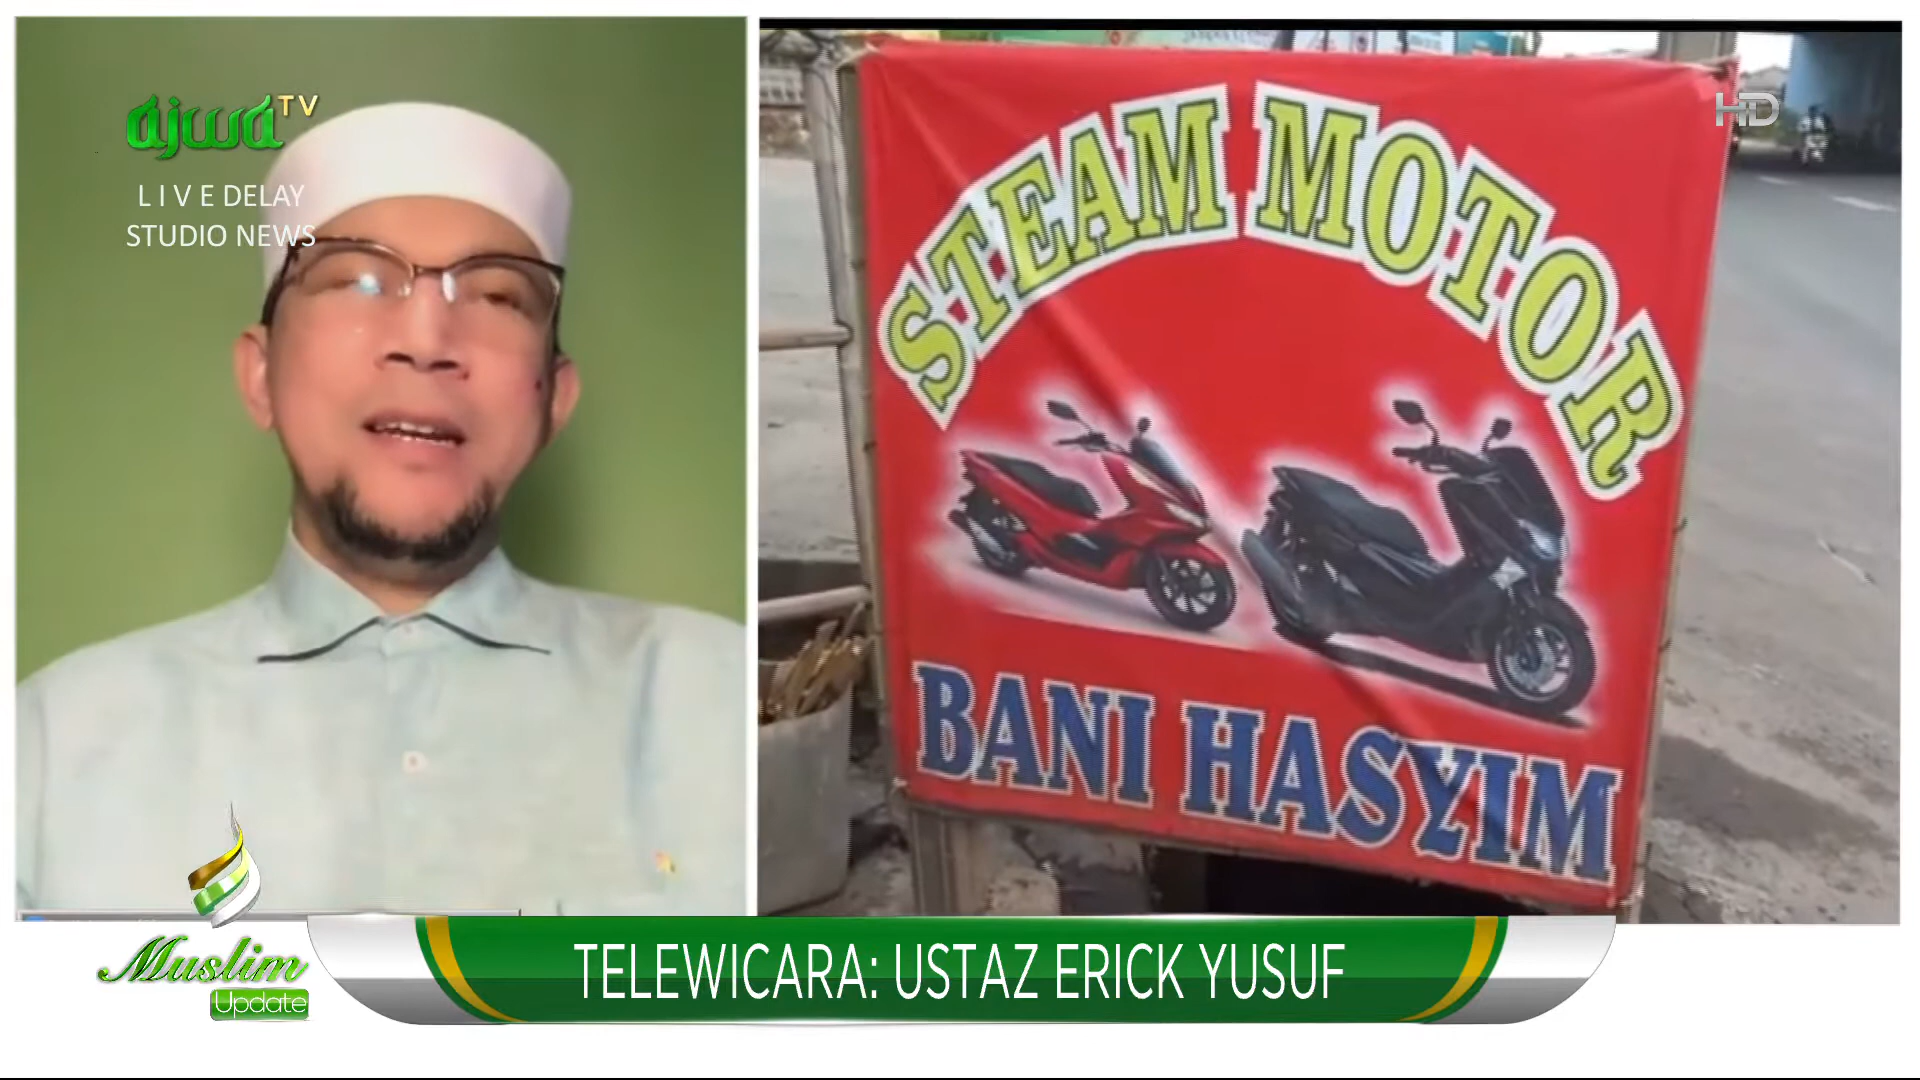 ajwa TV
LIVE DELAY
STUDIO NEWS
HD
STEAM MOTOR
BANI HASYIM
Muslim
Update
TELEWICARA: USTAZ ERICK YUSUF